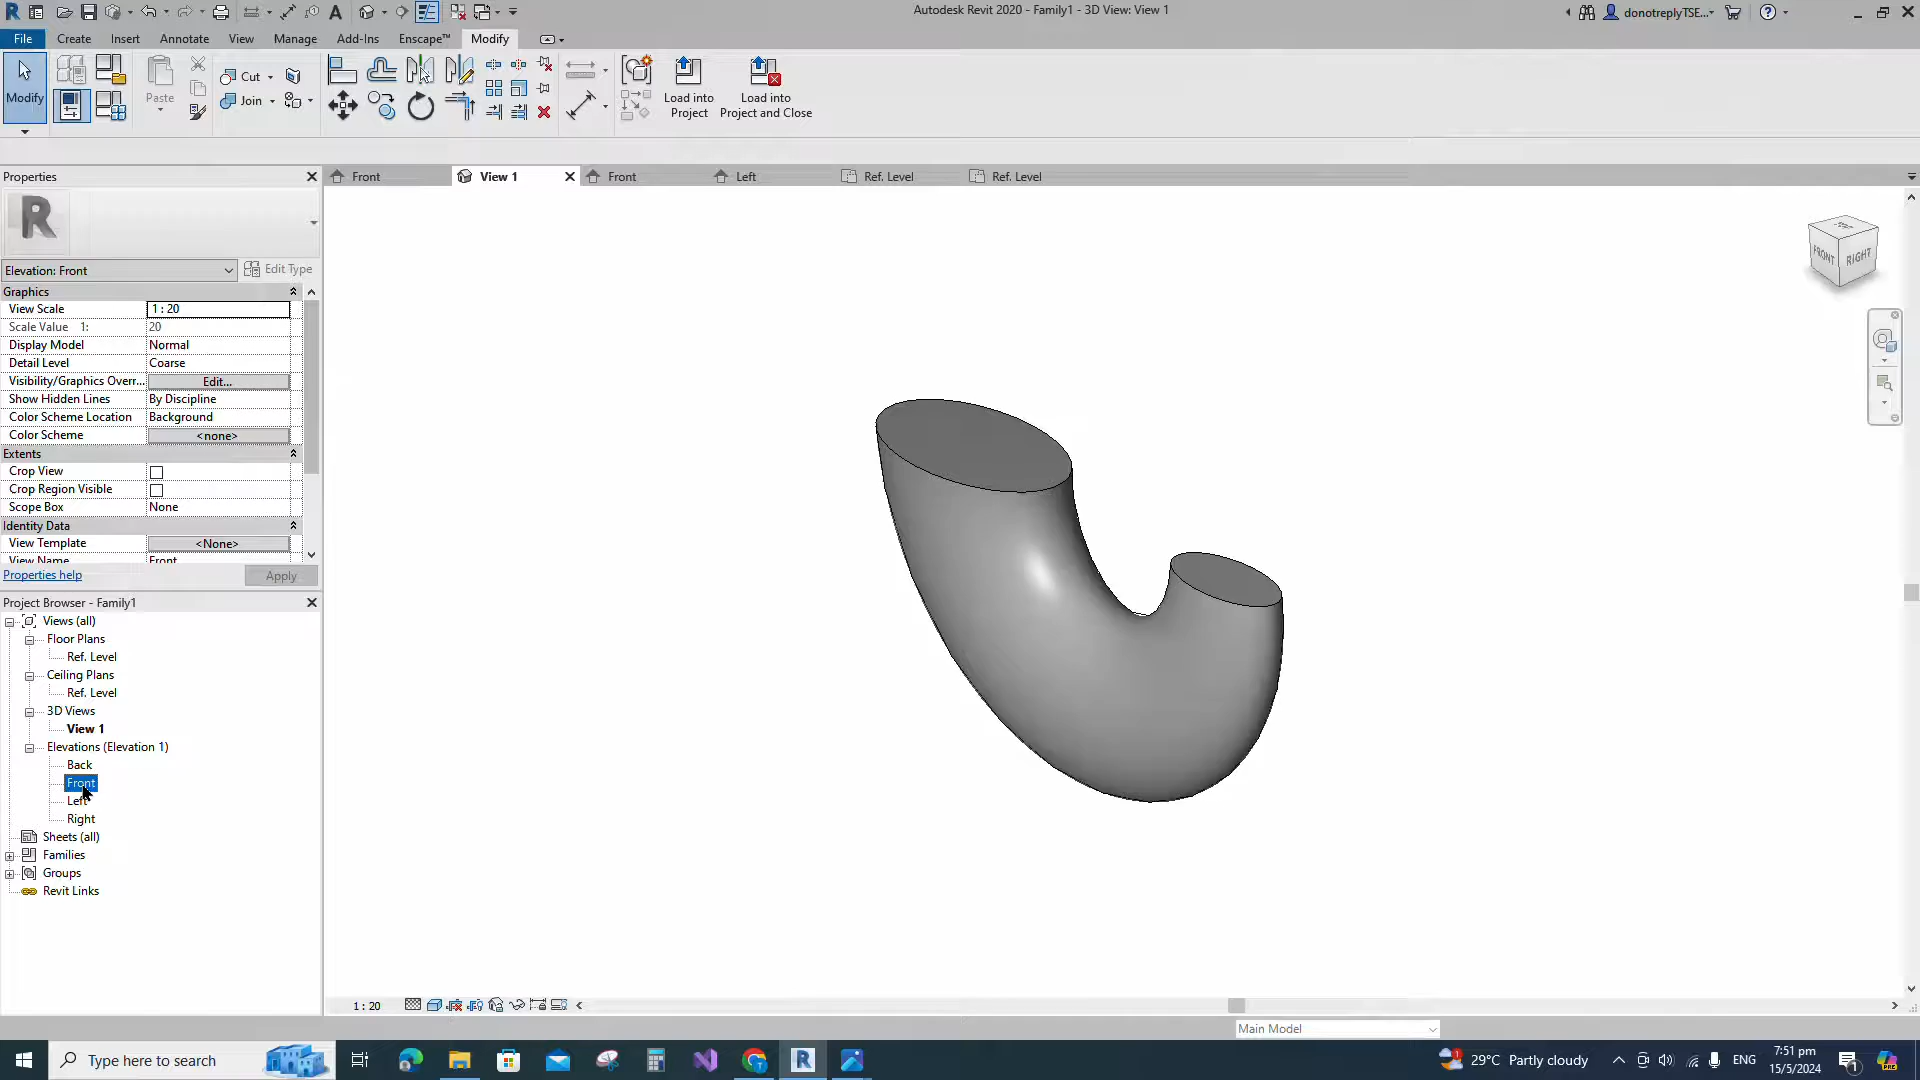 Autodesk Revit 2020 - Family1 - 3D View: View 1
donotreplyTSE...
File Create Insert Annotate View Manage Add-Ins Enscape™ Modify
Modify
Paste
Cut
Join
Load into
Project
Load into
Project and Close
Properties
Front
View 1
Front
Left
Ref. Level
Ref. Level
R
Elevation: Front
Edit Type
Graphics
View Scale 1 : 20
Scale Value 1: 20
Display Model Normal
Detail Level Coarse
Visibility/Graphics Overr... Edit...
Show Hidden Lines By Discipline
Color Scheme Location Background
Color Scheme <none>
Extents
Crop View
Crop Region Visible
Scope Box None
Identity Data
View Template <None>
View Name Front
Properties help
Apply
Project Browser - Family1
Views (all)
Floor Plans
Ref. Level
Ceiling Plans
Ref. Level
3D Views
View 1
Elevations (Elevation 1)
Back
Front
Left
Right
Sheets (all)
Families
Groups
Revit Links
TOP
FRONT
RIGHT
1 : 20
Main Model
Type here to search
29°C Partly cloudy
ENG
7:51 pm
15/5/2024
1